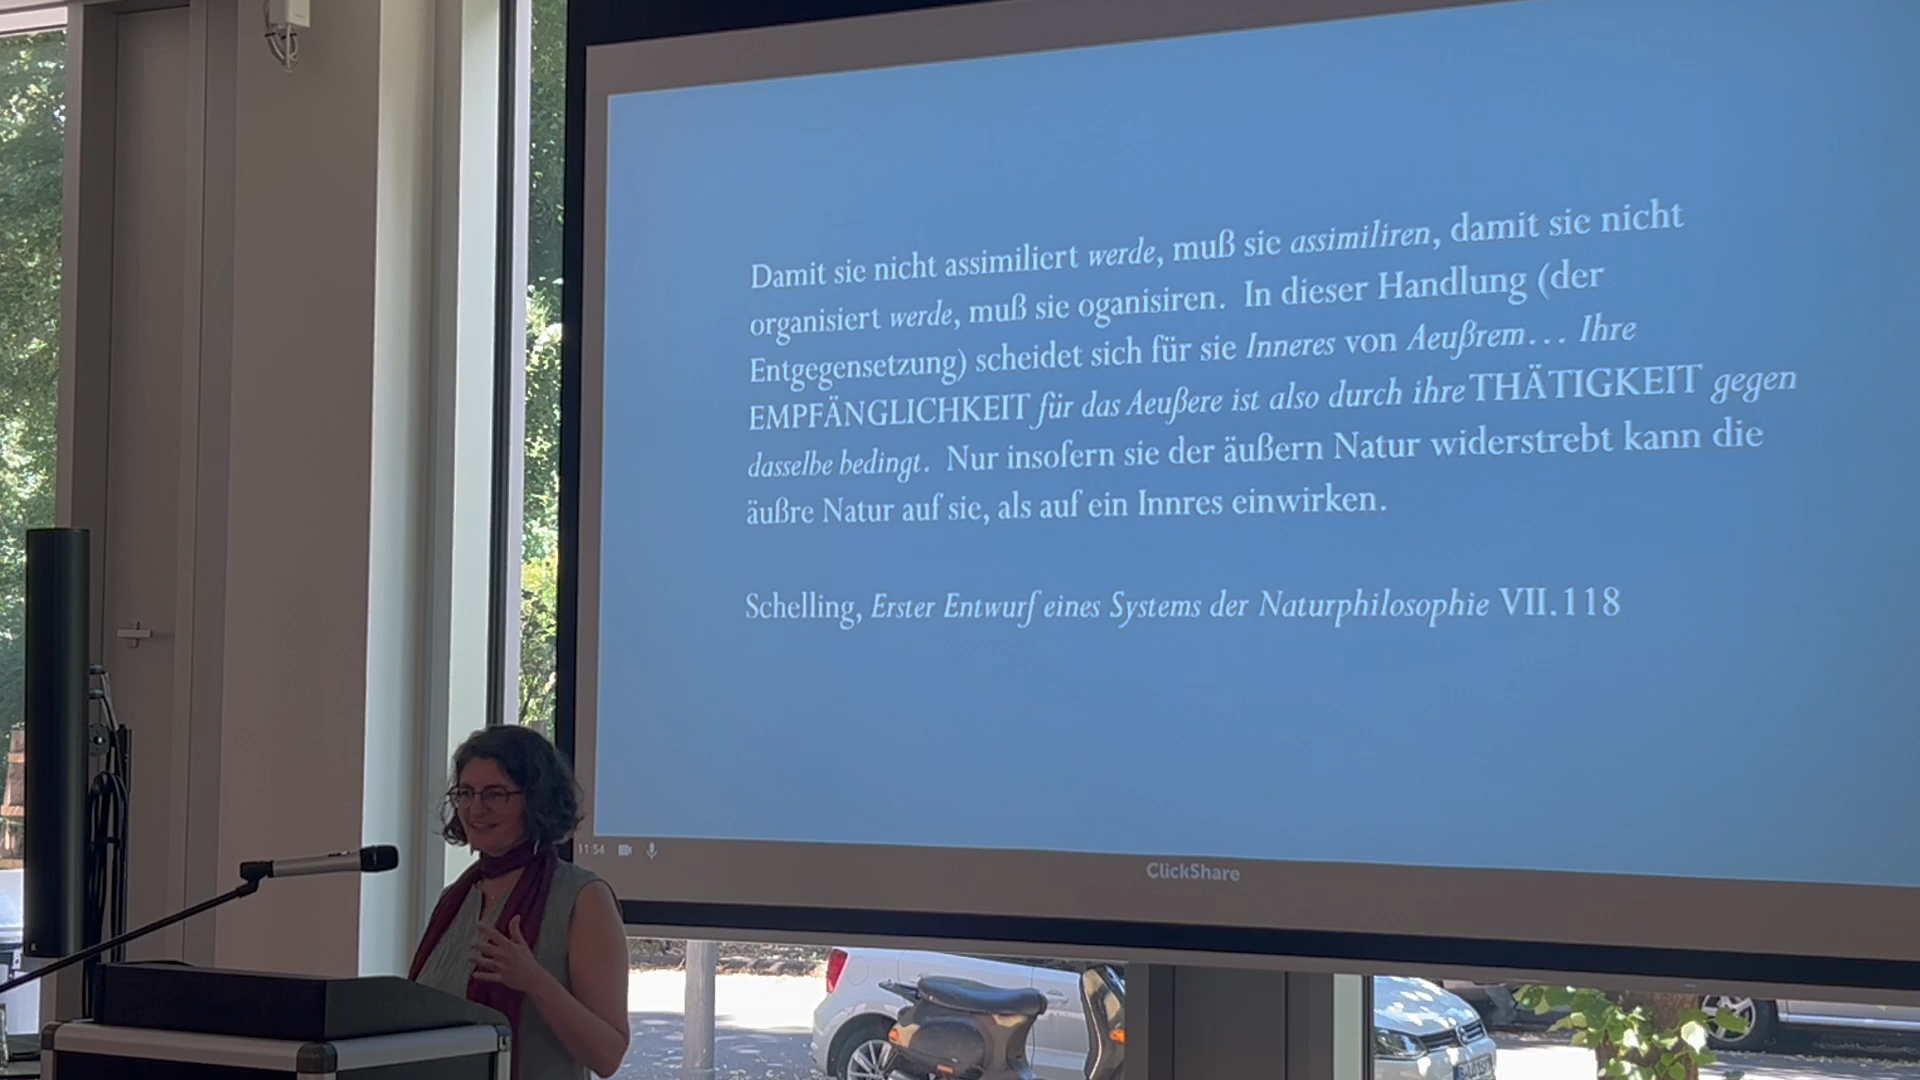 Damit sie nicht assimiliert werde, muß sie assimiliren, damit sie nicht
organisiert werde, muß sie oganisiren. In dieser Handlung (der
Entgegensetzung) scheidet sich für sie Inneres von Aeußrem... Ihre
EMPFÄNGLICHKEIT für das Aeußere ist also durch ihre THÄTIGKEIT gegen
dasselbe bedingt. Nur insofern sie der äußern Natur widerstrebt kann die
äußre Natur auf sie, als auf ein Innres einwirken.
Schelling, Erster Entwurf eines Systems der Naturphilosophie VII.118
11:54
ClickShare